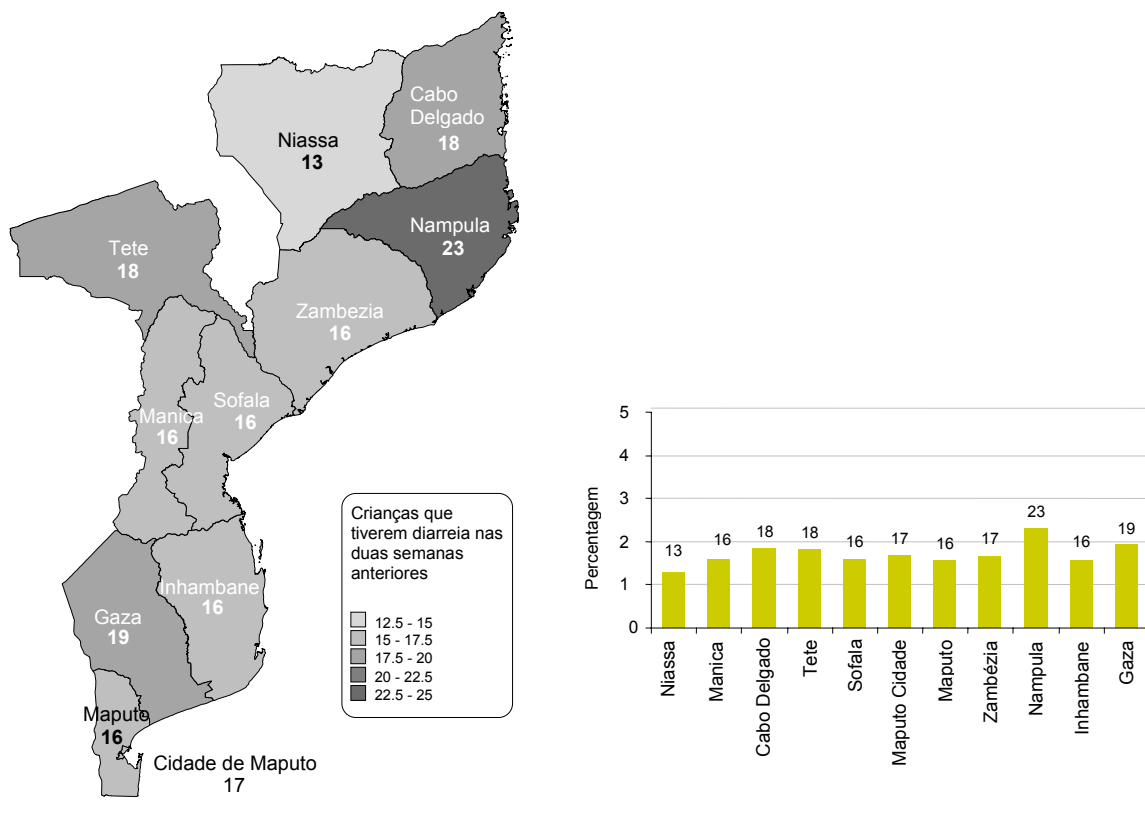 Cabo
Delgado
18
Niassa
13
Nampula
23
Tete
18
Zambezia
16
Sofala
16
Manica
16
Inhambane
16
Gaza
19
Maputo
16
Cidade de Maputo
17
Crianças que
tiverem diarreia nas
duas semanas
anteriores
12.5 - 15
15 - 17.5
17.5 - 20
20 - 22.5
22.5 - 25
Percentagem
5
4
3
2
1
0
13
16
18
18
16
17
16
17
23
16
19
Niassa
Manica
Cabo Delgado
Tete
Sofala
Maputo Cidade
Maputo
Zambézia
Nampula
Inhambane
Gaza